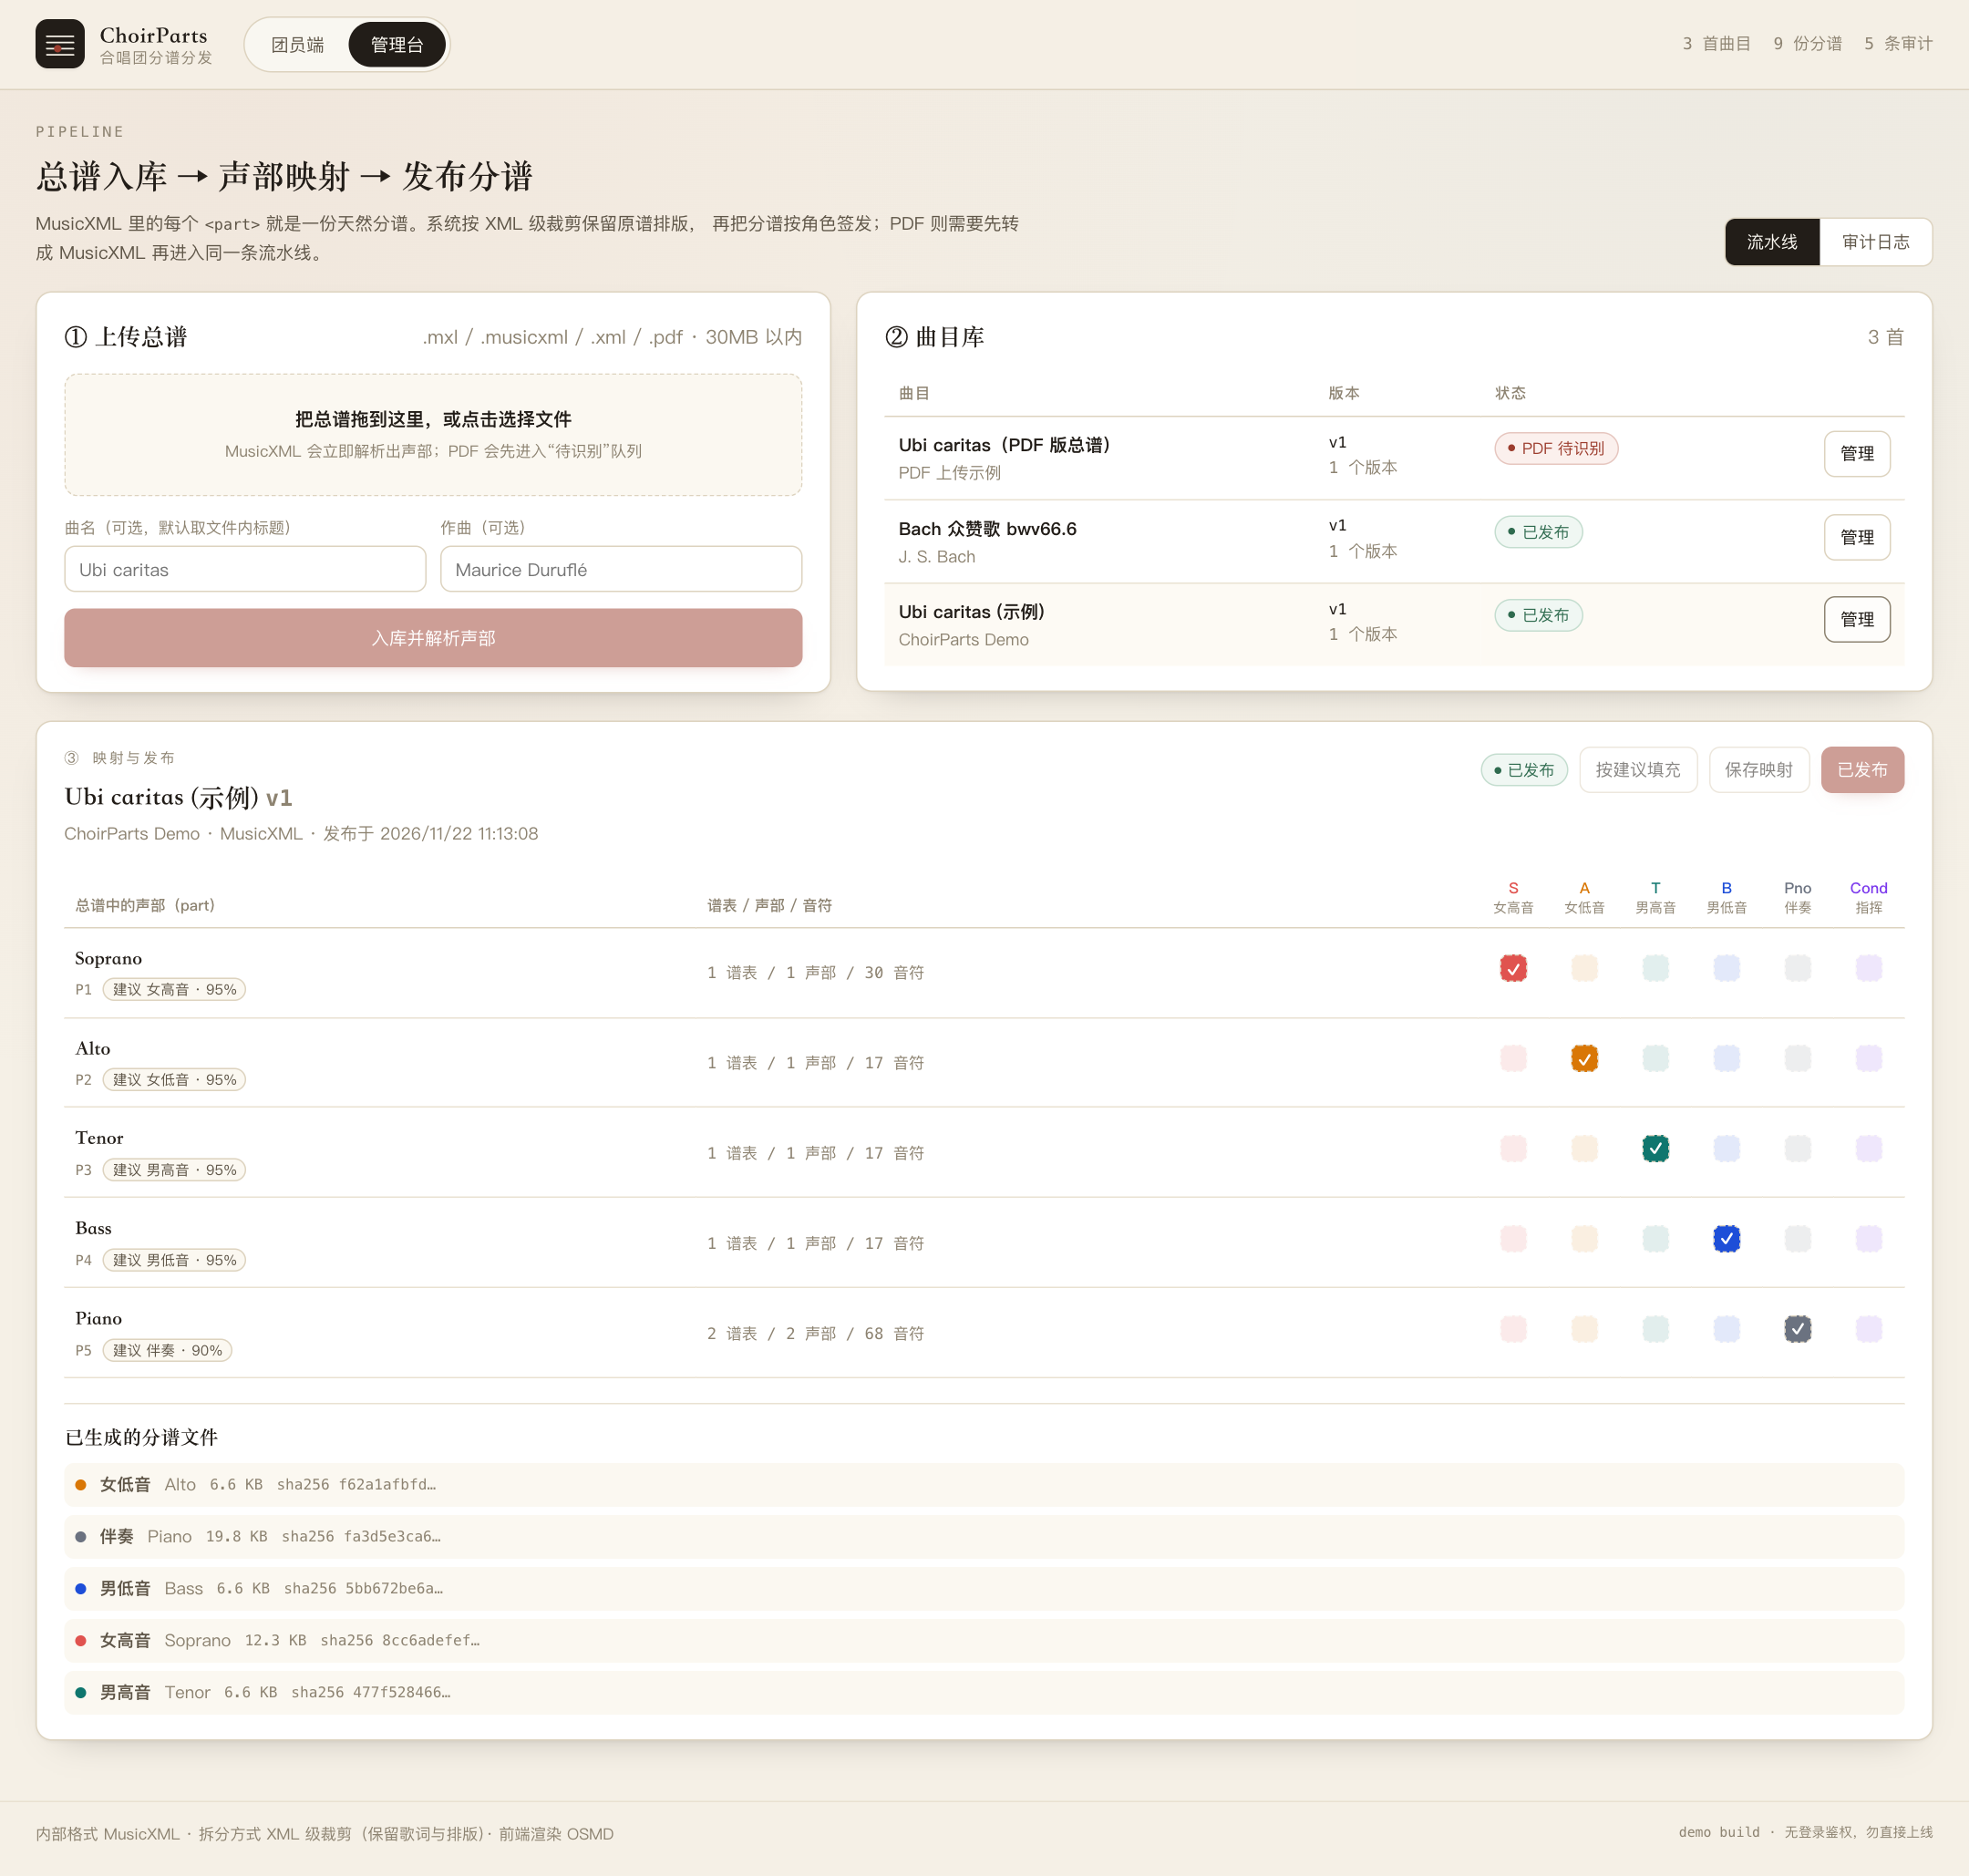 ChoirParts
合唱团分谱分发
团员端
管理台
3 首曲目 9 份分谱 5 条审计
PIPELINE
总谱入库 → 声部映射 → 发布分谱
MusicXML 里的每个 <part> 就是一份天然分谱。系统按 XML 级裁剪保留原谱排版， 再把分谱按角色签发；PDF 则需要先转
成 MusicXML 再进入同一条流水线。
流水线
审计日志
① 上传总谱
.mxl / .musicxml / .xml / .pdf · 30MB 以内
把总谱拖到这里，或点击选择文件
MusicXML 会立即解析出声部；PDF 会先进入“待识别”队列
曲名（可选，默认取文件内标题）
作曲（可选）
Ubi caritas
Maurice Duruflé
入库并解析声部
② 曲目库
3 首
曲目 版本 状态
Ubi caritas（PDF 版总谱）
PDF 上传示例
v1
1 个版本
PDF 待识别
管理
Bach 众赞歌 bwv66.6
J. S. Bach
v1
1 个版本
已发布
管理
Ubi caritas (示例)
ChoirParts Demo
v1
1 个版本
已发布
管理
③ 映射与发布
Ubi caritas (示例) v1
ChoirParts Demo · MusicXML · 发布于 2026/11/22 11:13:08
已发布
按建议填充
保存映射
已发布
总谱中的声部（part）
谱表 / 声部 / 音符
S A T B Pno Cond
女高音 女低音 男高音 男低音 伴奏 指挥
Soprano
P1 建议 女高音 · 95%
1 谱表 / 1 声部 / 30 音符
Alto
P2 建议 女低音 · 95%
1 谱表 / 1 声部 / 17 音符
Tenor
P3 建议 男高音 · 95%
1 谱表 / 1 声部 / 17 音符
Bass
P4 建议 男低音 · 95%
1 谱表 / 1 声部 / 17 音符
Piano
P5 建议 伴奏 · 90%
2 谱表 / 2 声部 / 68 音符
已生成的分谱文件
女低音 Alto 6.6 KB sha256 f62a1afbfd…
伴奏 Piano 19.8 KB sha256 fa3d5e3ca6…
男低音 Bass 6.6 KB sha256 5bb672be6a…
女高音 Soprano 12.3 KB sha256 8cc6adefef…
男高音 Tenor 6.6 KB sha256 477f528466…
内部格式 MusicXML · 拆分方式 XML 级裁剪（保留歌词与排版）· 前端渲染 OSMD
demo build · 无登录鉴权，勿直接上线